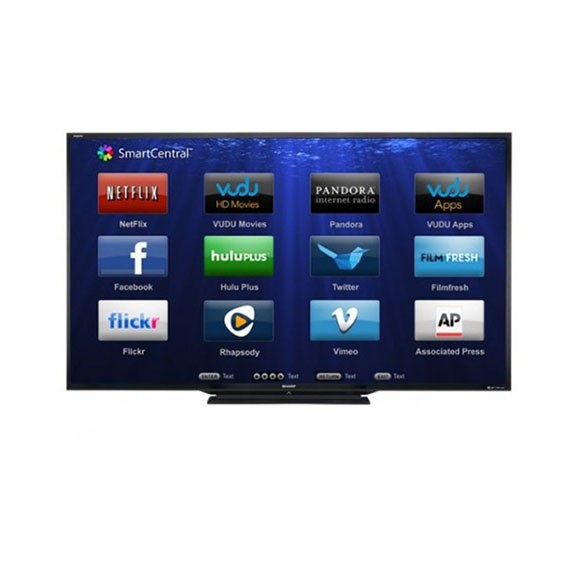 SmartCentral™
NETFLIX
VUDU
HD Movies
PANDORA
internet radio
VUDU
Apps
NetFlix
VUDU Movies
Pandora
VUDU Apps
f
huluPLUS
FILM FRESH
Facebook
Hulu Plus
Twitter
Filmfresh
flickr
V
AP
Flickr
Rhapsody
Vimeo
Associated Press
ENTER Text
Text
RETURN Text
EXIT Text
SHARP